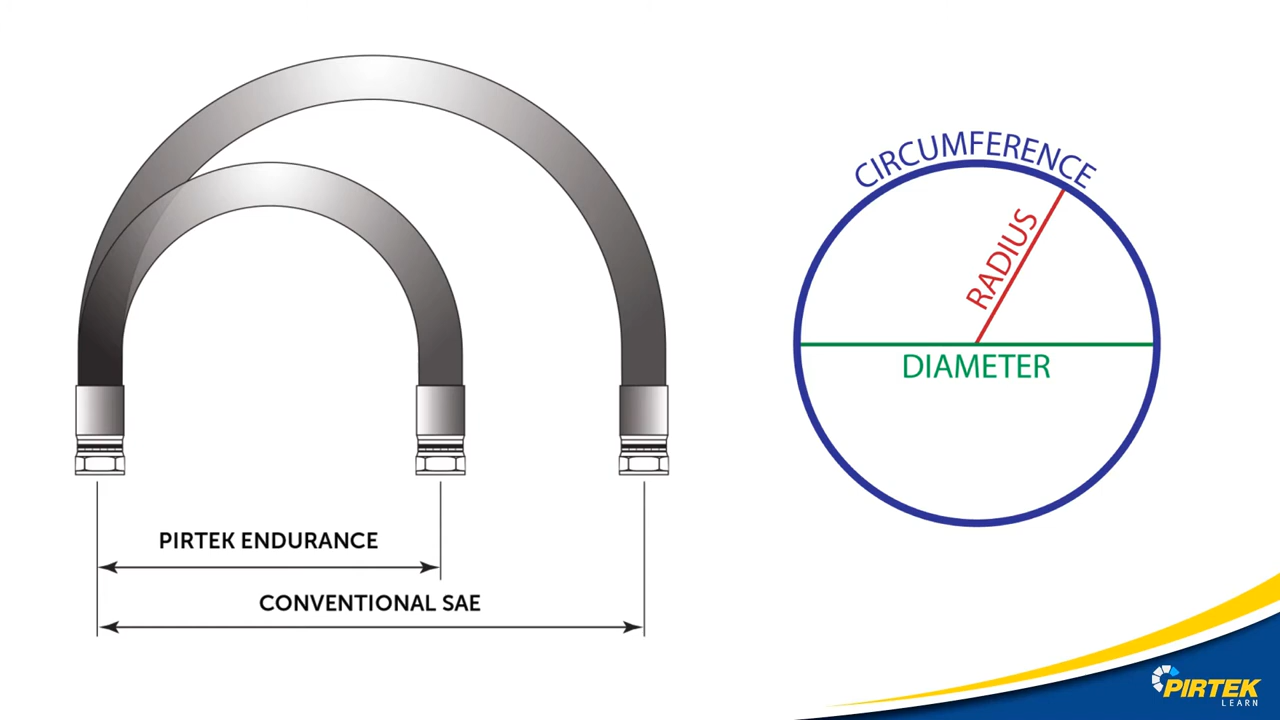 PIRTEK ENDURANCE
CONVENTIONAL SAE
CIRCUMFERENCE
RADIUS
DIAMETER
PIRTEK
LEARN